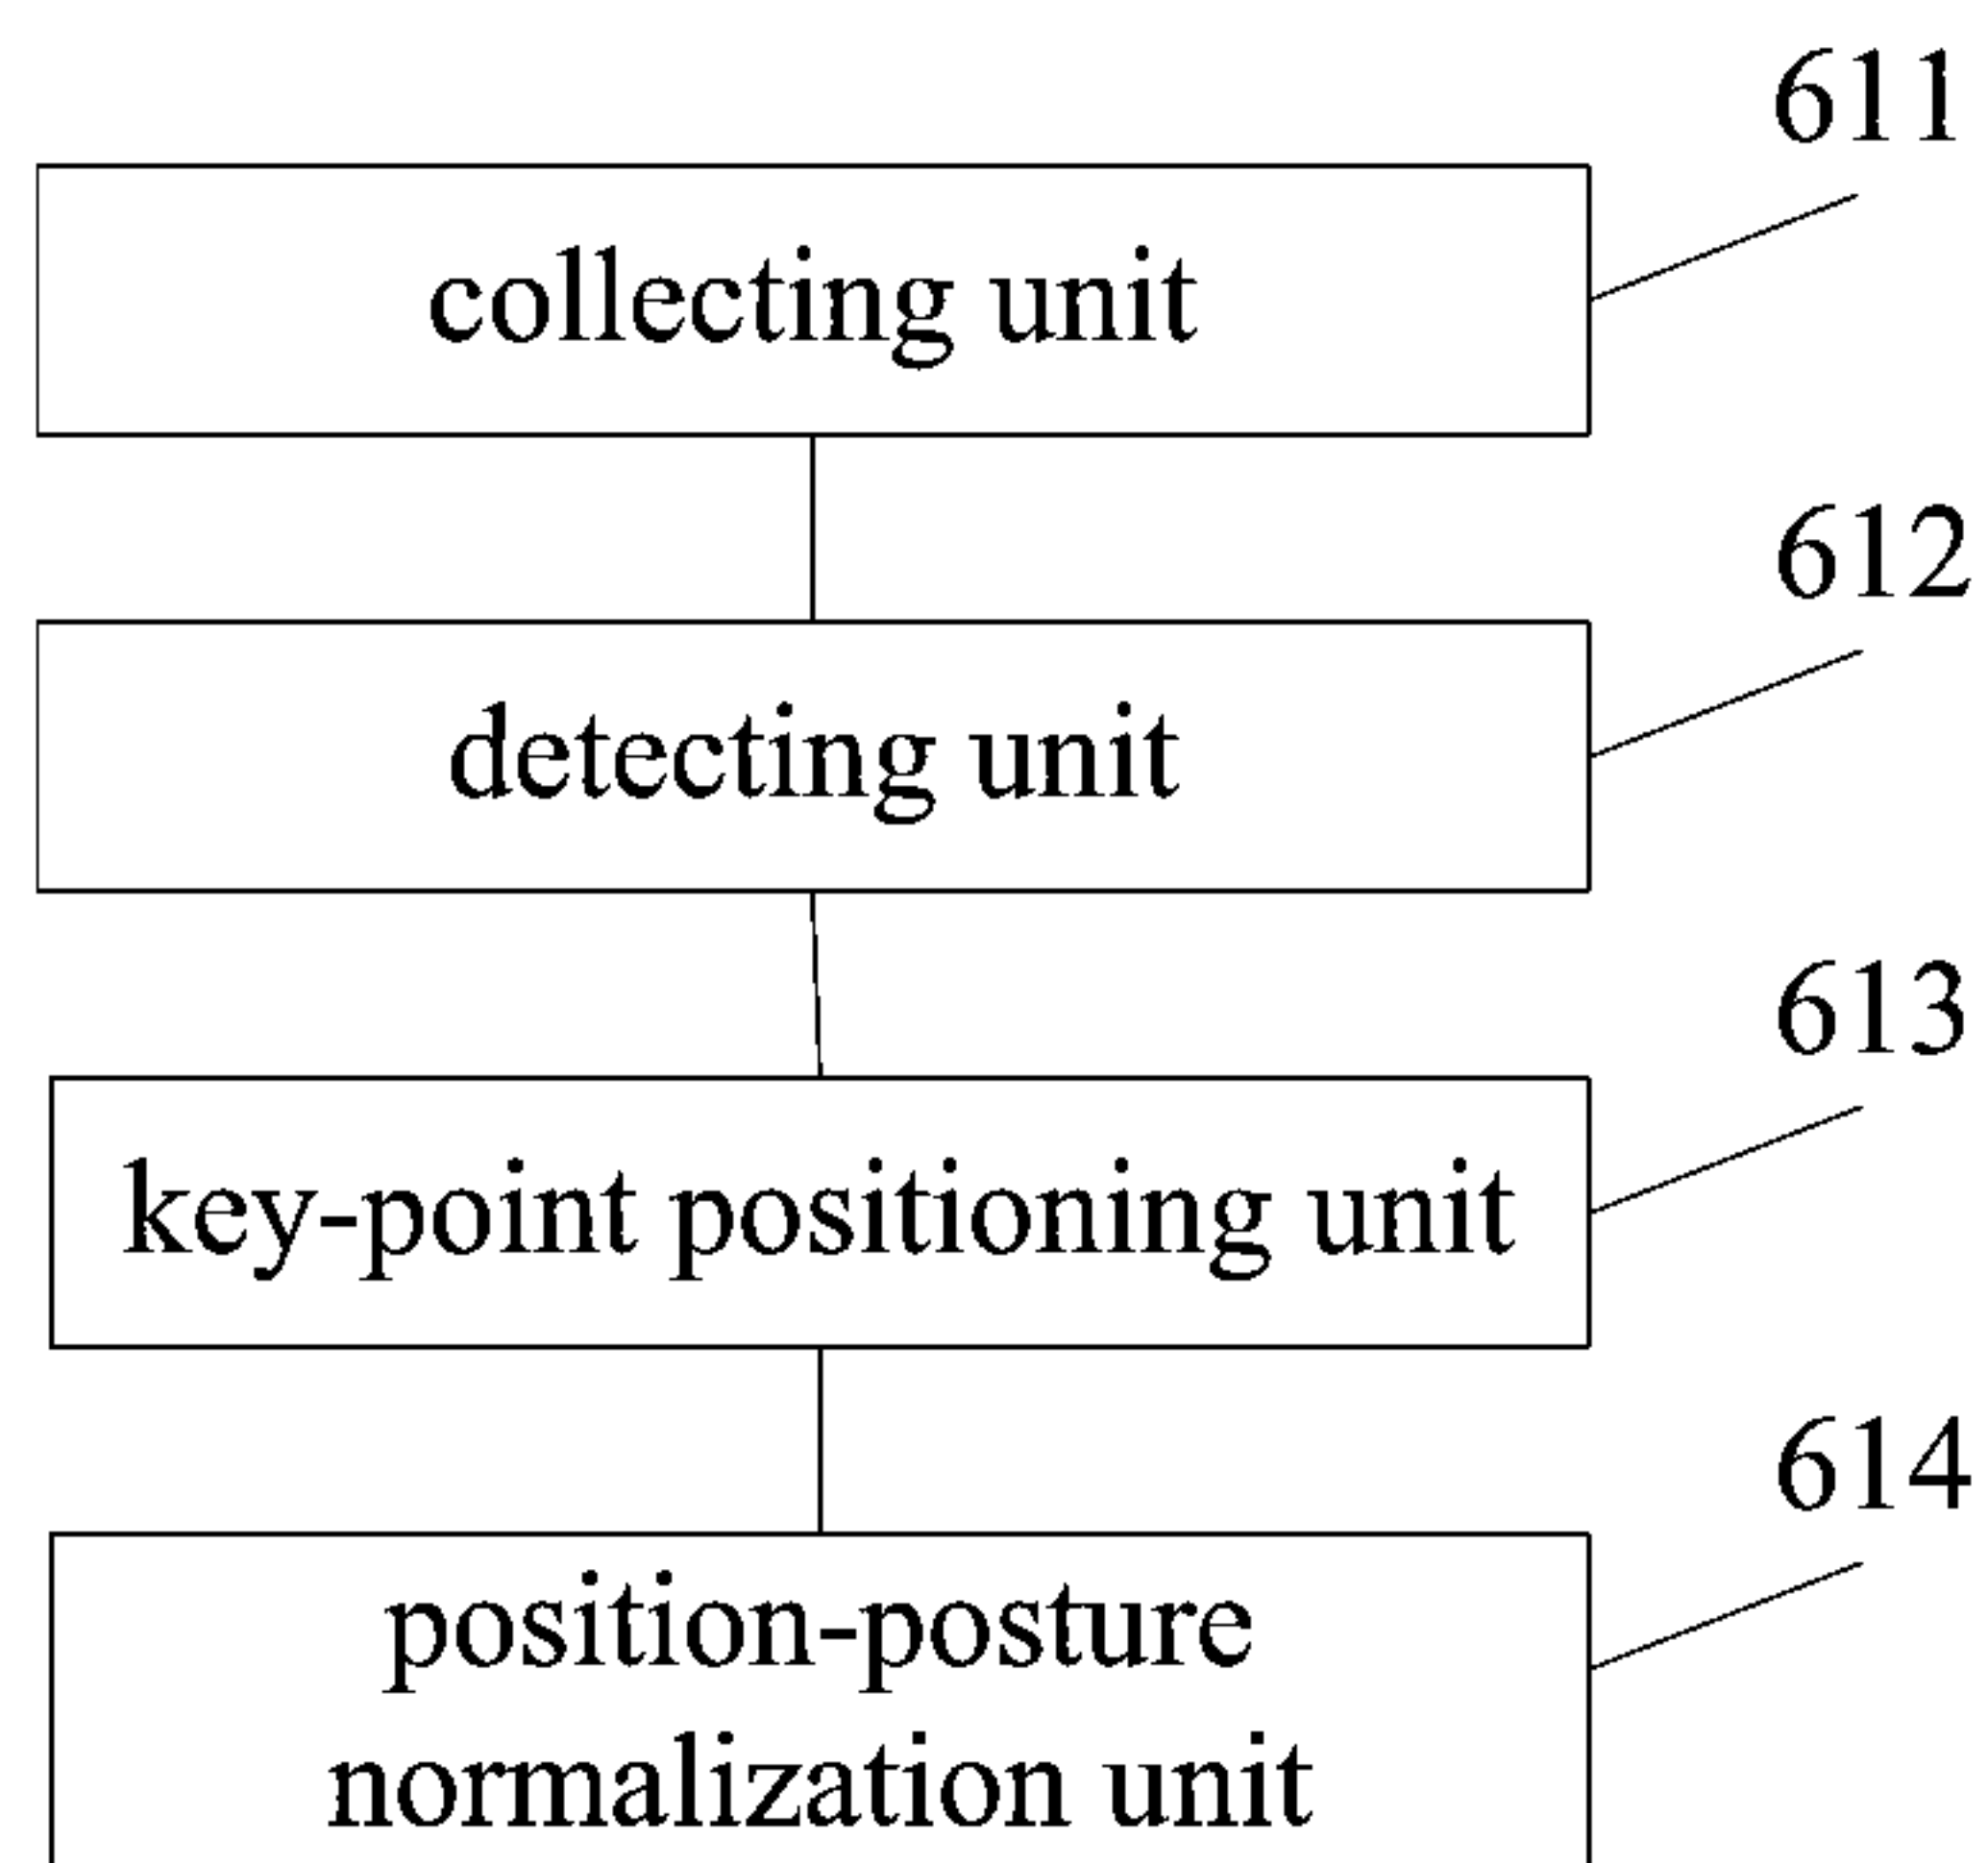 611
collecting unit
612
detecting unit
613
key-point positioning unit
614
position-posture
normalization unit